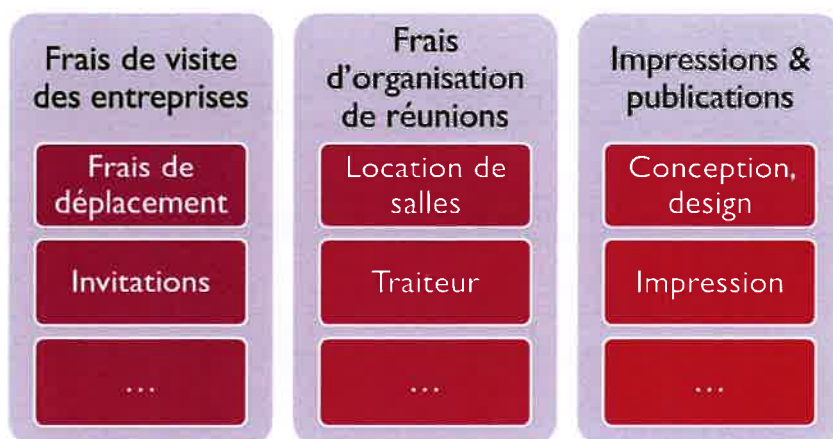 Frais de visite
des entreprises
Frais de
déplacement
Invitations
...
Frais
d'organisation
de réunions
Location de
salles
Traiteur
...
Impressions &
publications
Conception,
design
Impression
...